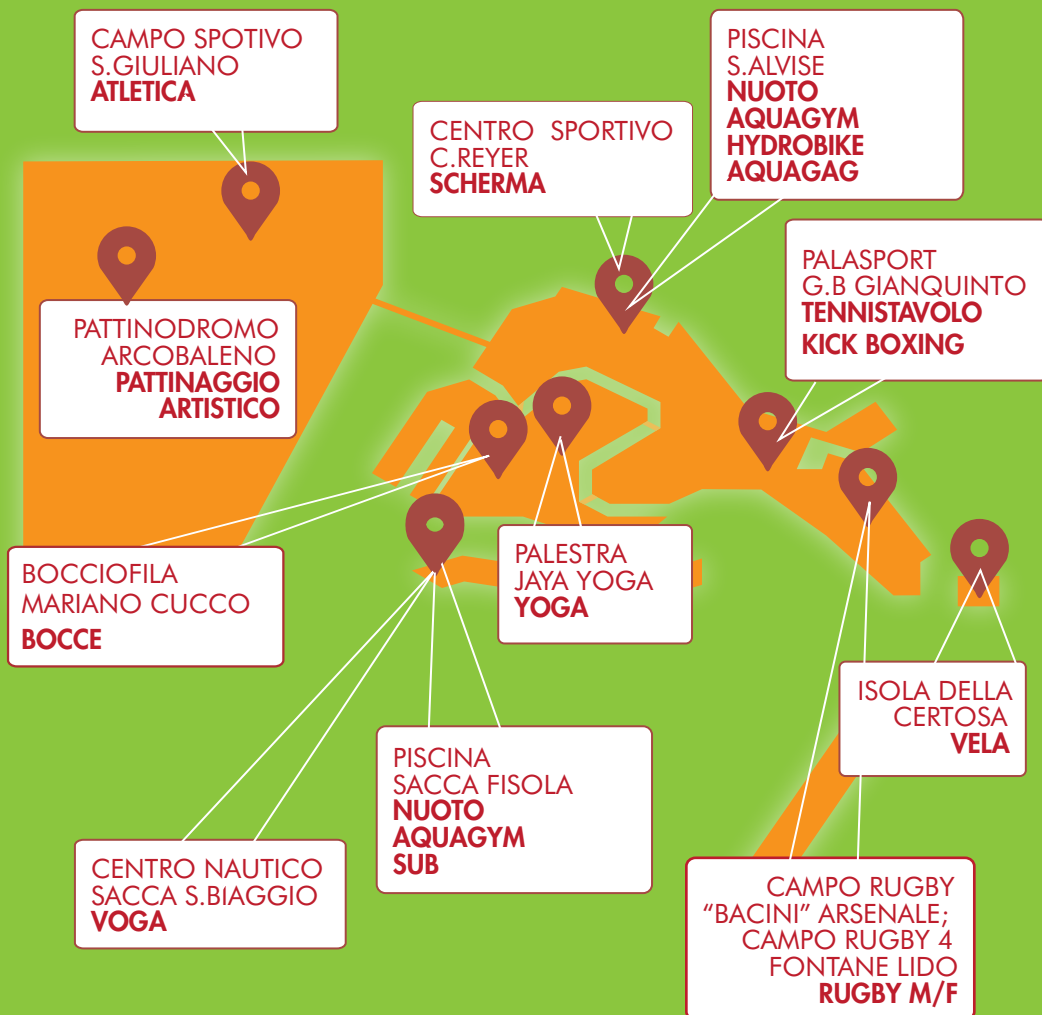 CAMPO SPOTIVO
S.GIULIANO
ATLETICA
PISCINA
S.ALVISE
NUOTO
AQUAGYM
HYDROBIKE
AQUAGAG
CENTRO SPORTIVO
C.REYER
SCHERMA
PALASPORT
G.B GIANQUINTO
TENNISTAVOLO
KICK BOXING
PATTINODROMO
ARCOBALENO
PATTINAGGIO
ARTISTICO
BOCCIOFILA
MARIANO CUCCO
BOCCE
PALESTRA
JAYA YOGA
YOGA
ISOLA DELLA
CERTOSA
VELA
PISCINA
SACCA FISOLA
NUOTO
AQUAGYM
SUB
CENTRO NAUTICO
SACCA S.BIAGGIO
VOGA
CAMPO RUGBY
“BACINI” ARSENALE;
CAMPO RUGBY 4
FONTANE LIDO
RUGBY M/F